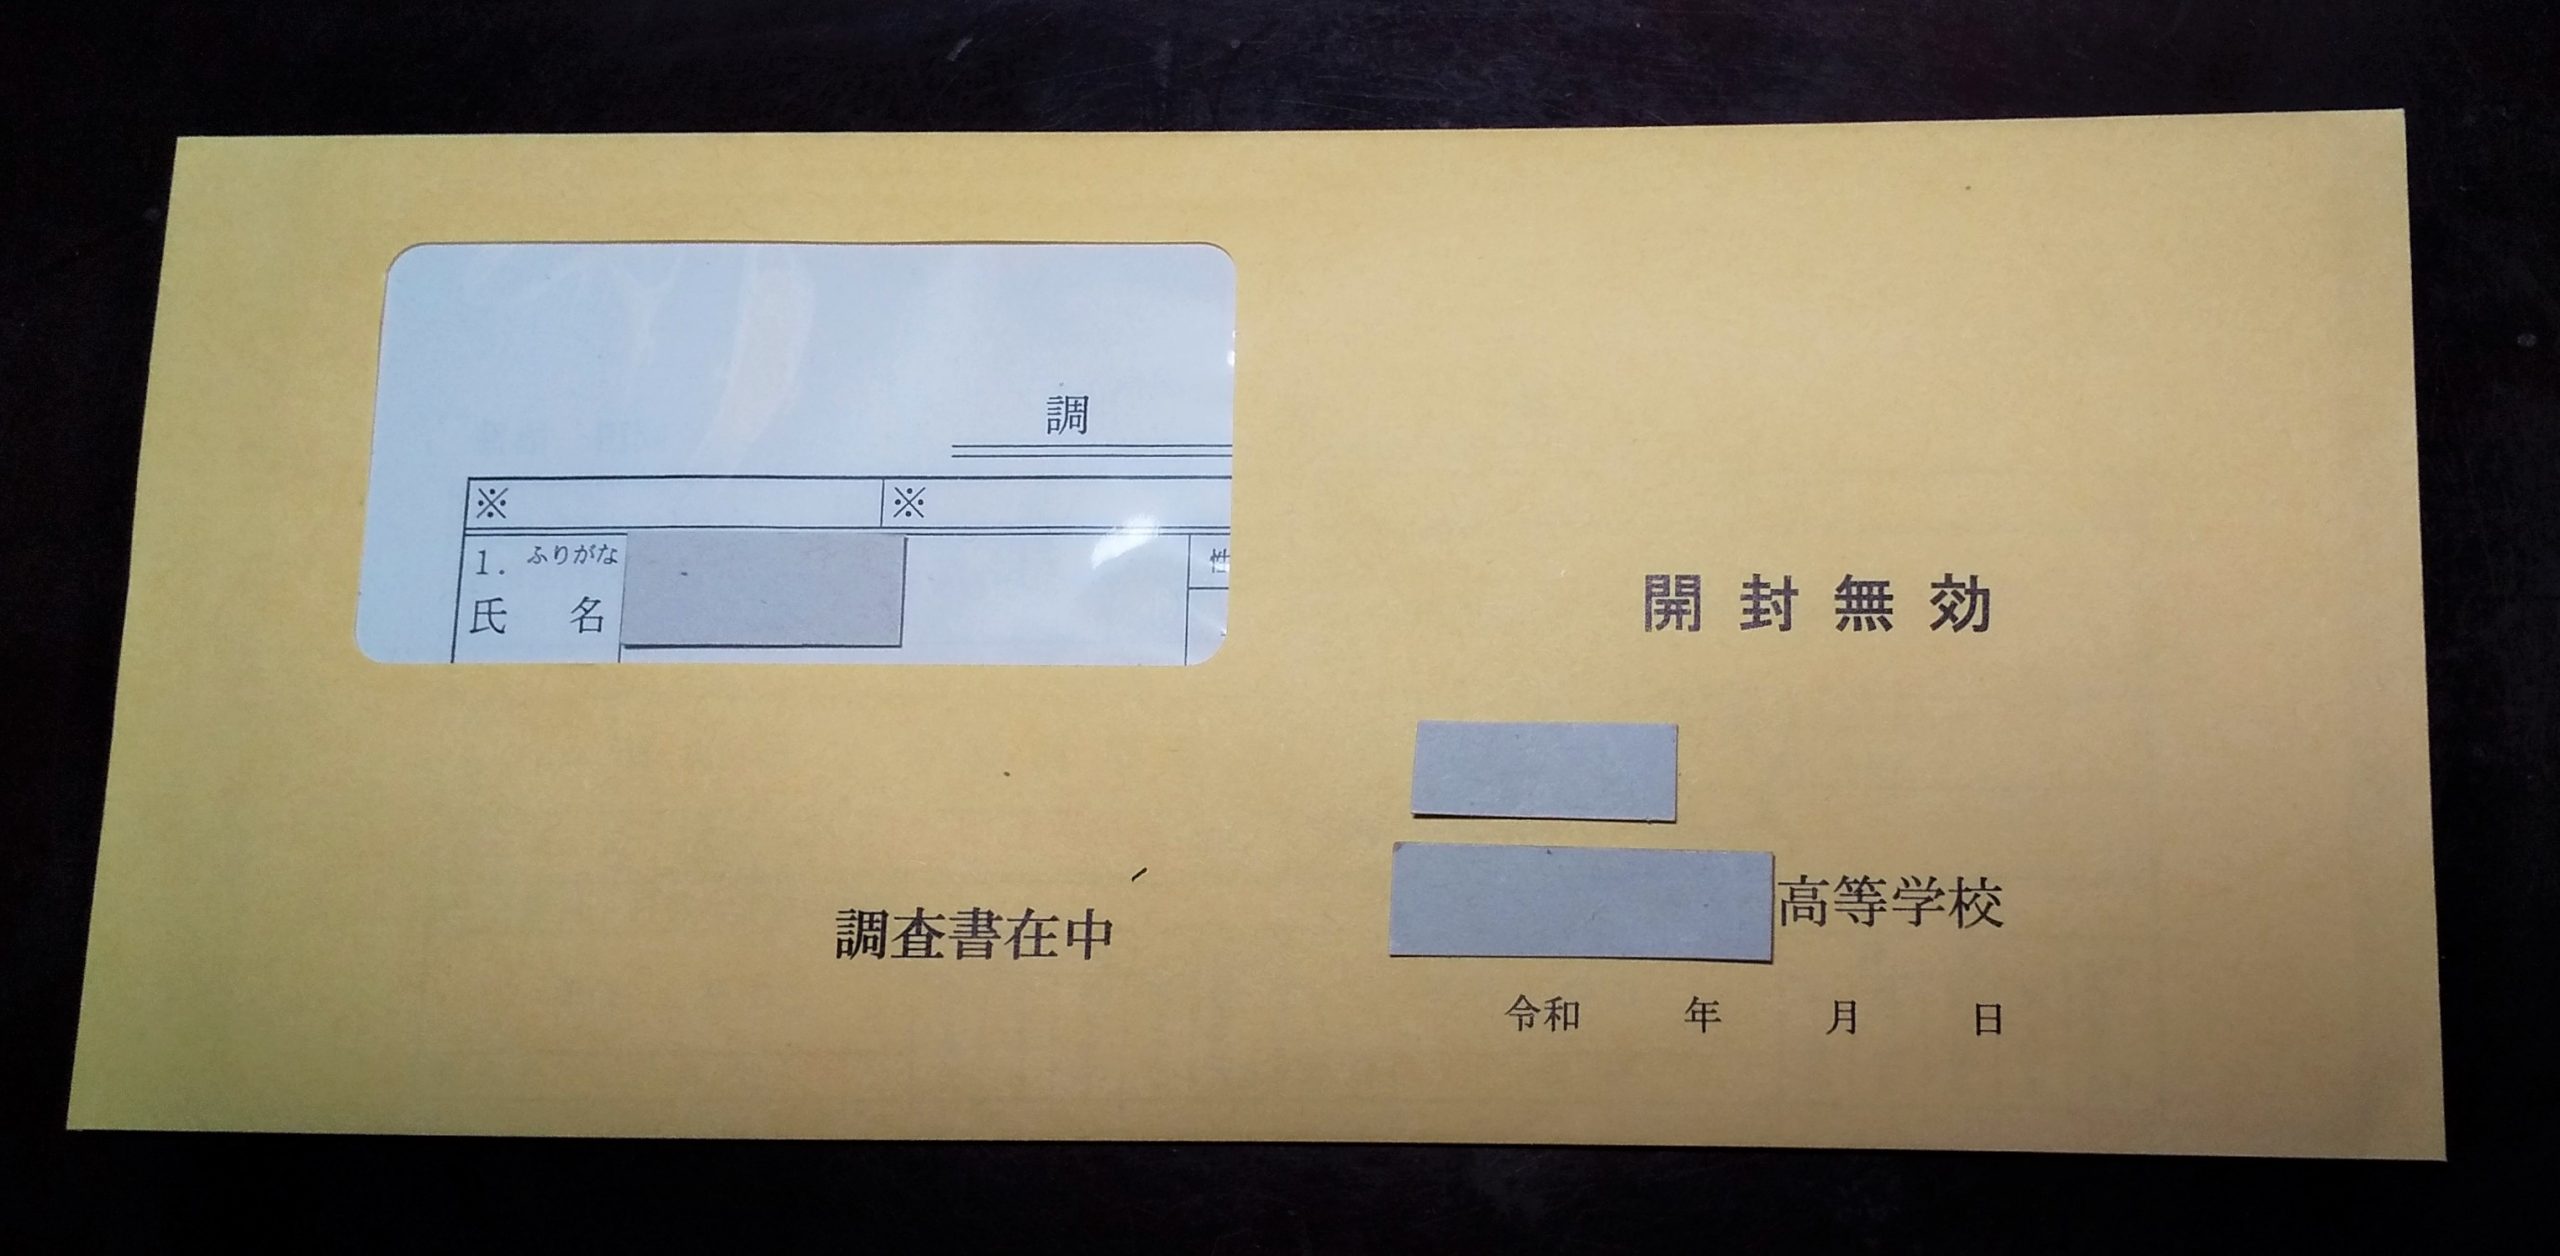 調
※ ※
1. ふりがな
氏 名
性
開封無効
高等学校
調査書在中
令和 年 月 日